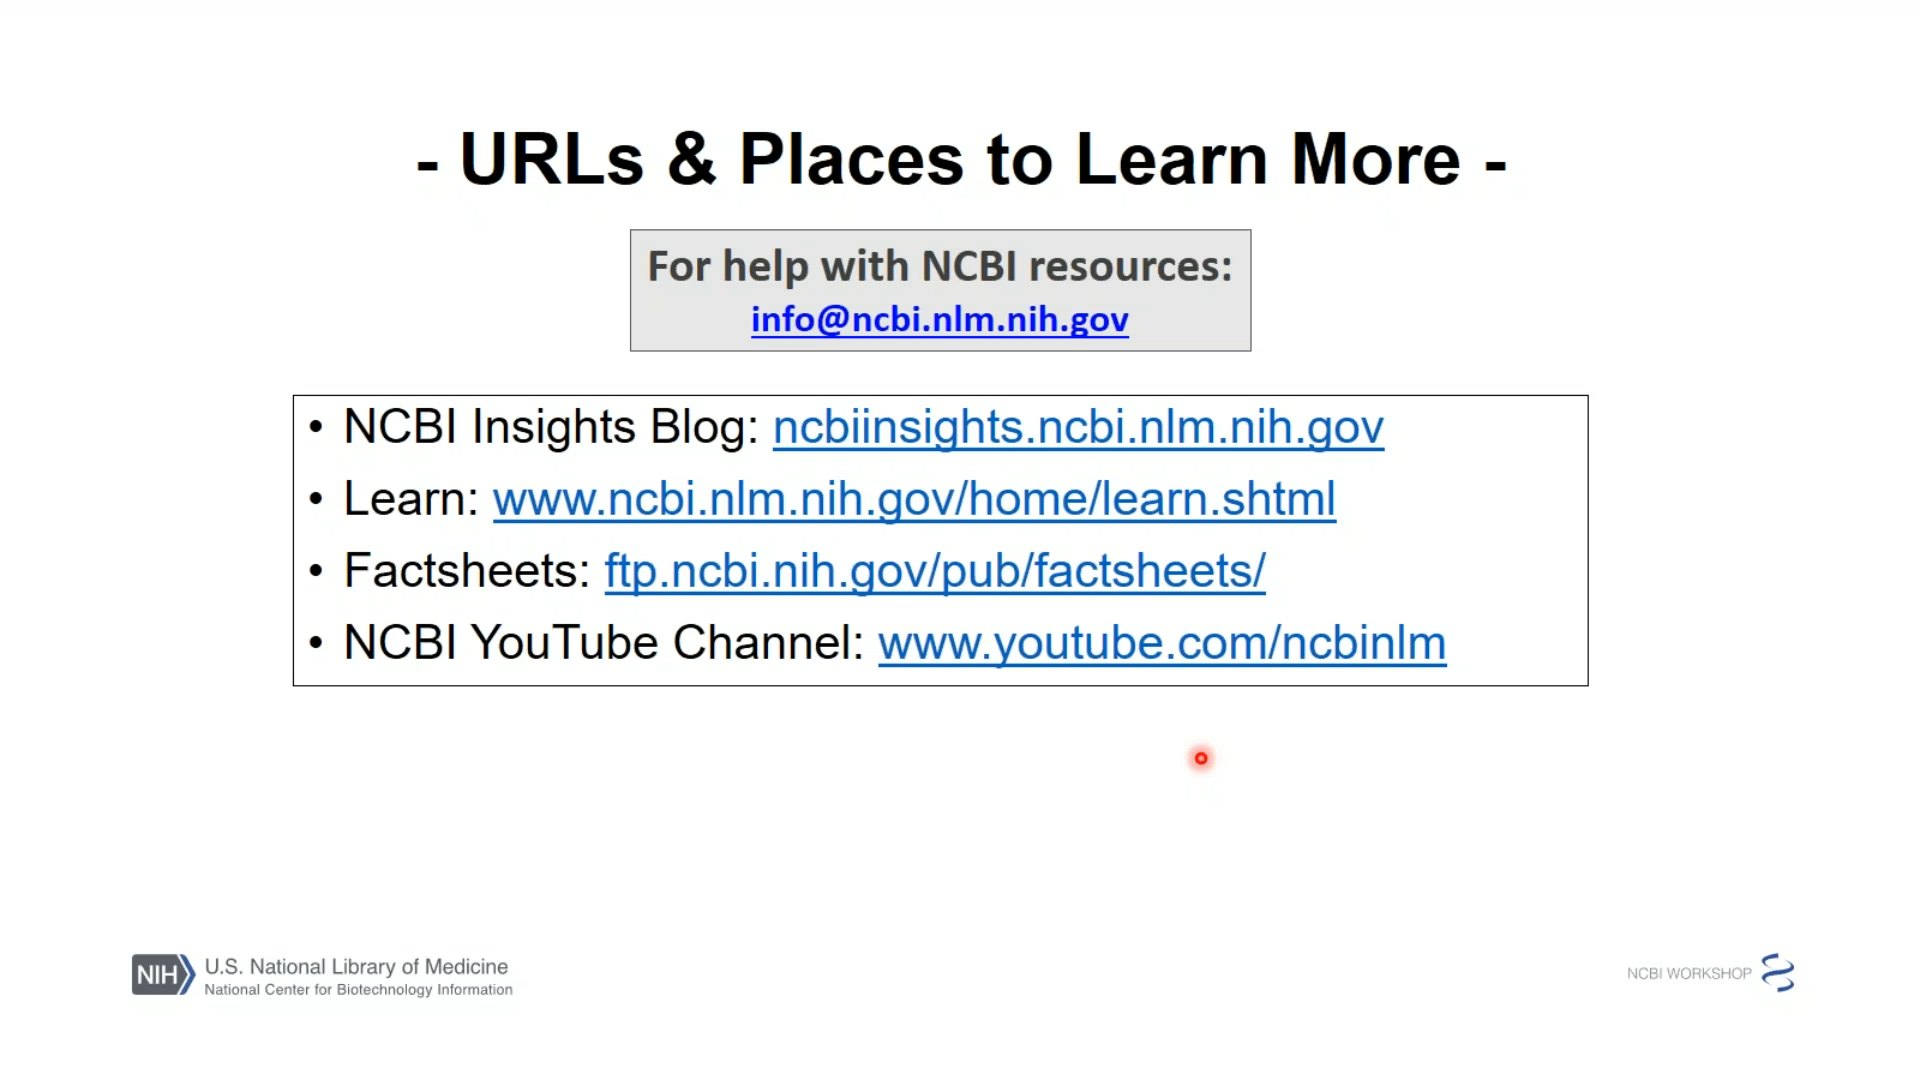 - URLs & Places to Learn More -
For help with NCBI resources:
info@ncbi.nlm.nih.gov
• NCBI Insights Blog: ncbiinsights.ncbi.nlm.nih.gov
• Learn: www.ncbi.nlm.nih.gov/home/learn.shtml
• Factsheets: ftp.ncbi.nih.gov/pub/factsheets/
• NCBI YouTube Channel: www.youtube.com/ncbinlm
NIH U.S. National Library of Medicine
National Center for Biotechnology Information
NCBI WORKSHOP